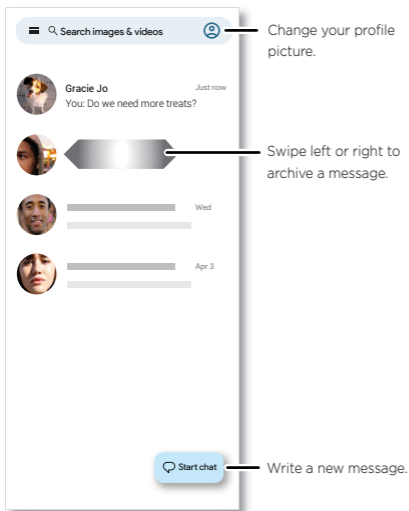 Search images & videos
Change your profile
picture.
Gracie Jo
Just now
You: Do we need more treats?
Swipe left or right to
archive a message.
Wed
Apr 3
Start chat
Write a new message.